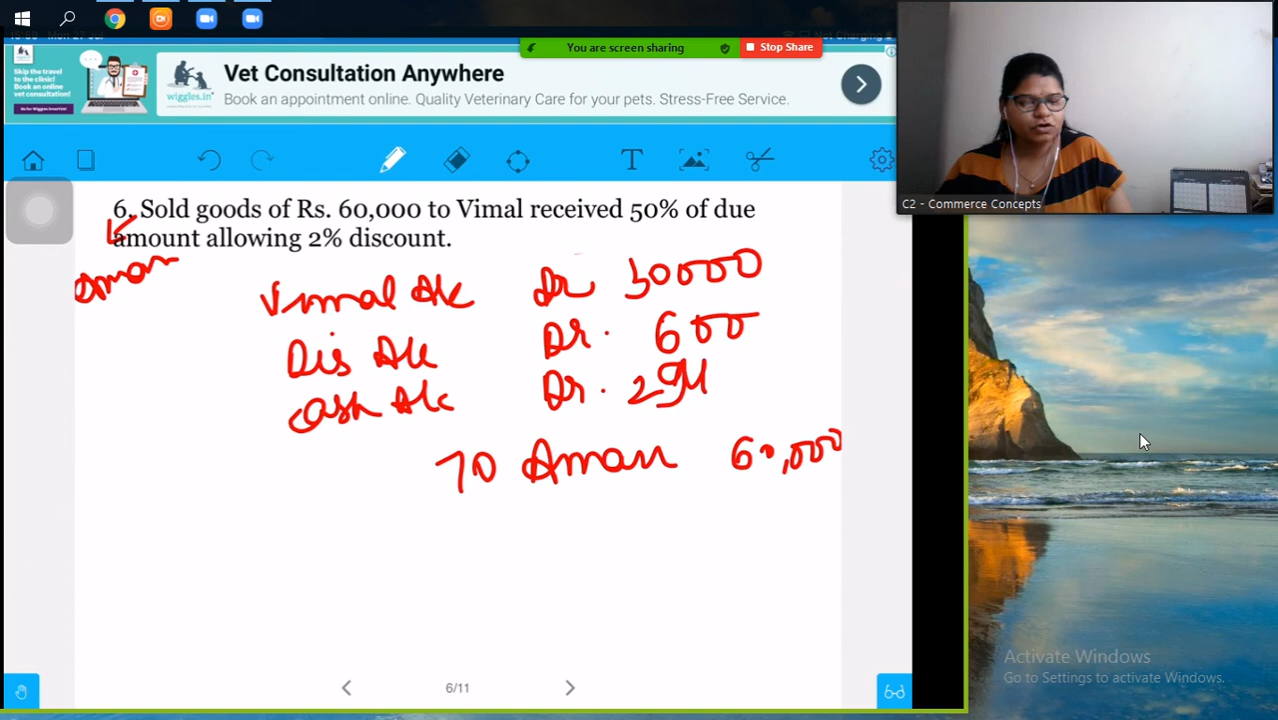 You are screen sharing
Stop Share
Skip the travel
to the clinic!
Book an online
vet consultation.
wiggles.in
Vet Consultation Anywhere
Book an appointment online. Quality Veterinary Care for your pets. Stress-Free Service.
C2 - Commerce Concepts
T
6. Sold goods of Rs. 60,000 to Vimal received 50% of due
amount allowing 2% discount.
Aman
Vimal A/c Dr 30000
Dis A/c Dr. 600
Cash A/c Dr. 294
To Aman 60,000
6/11
Activate Windows
Go to Settings to activate Windows.